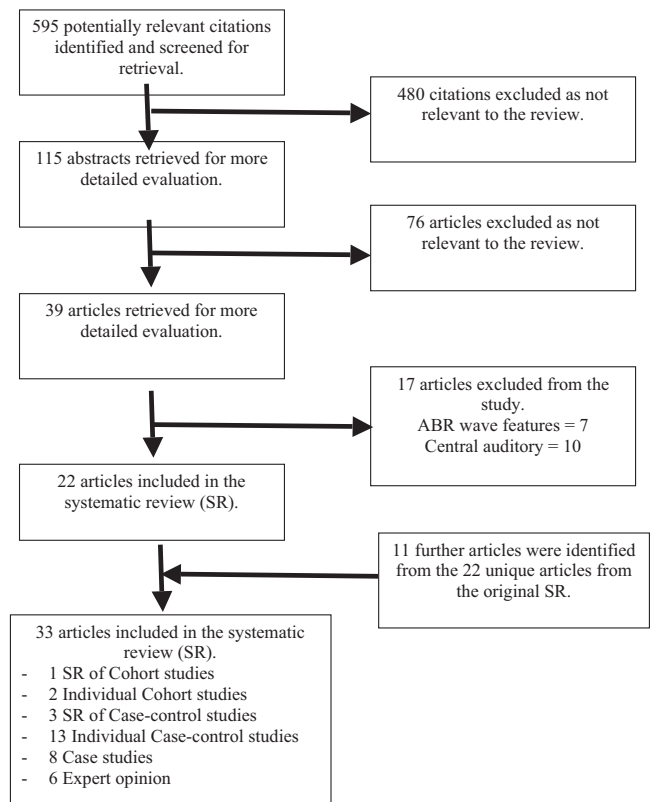 595 potentially relevant citations
identified and screened for
retrieval.
480 citations excluded as not
relevant to the review.
115 abstracts retrieved for more
detailed evaluation.
76 articles excluded as not
relevant to the review.
39 articles retrieved for more
detailed evaluation.
17 articles excluded from the
study.
ABR wave features = 7
Central auditory = 10
22 articles included in the
systematic review (SR).
11 further articles were identified
from the 22 unique articles from
the original SR.
33 articles included in the systematic
review (SR).
- 1 SR of Cohort studies
- 2 Individual Cohort studies
- 3 SR of Case-control studies
- 13 Individual Case-control studies
- 8 Case studies
- 6 Expert opinion